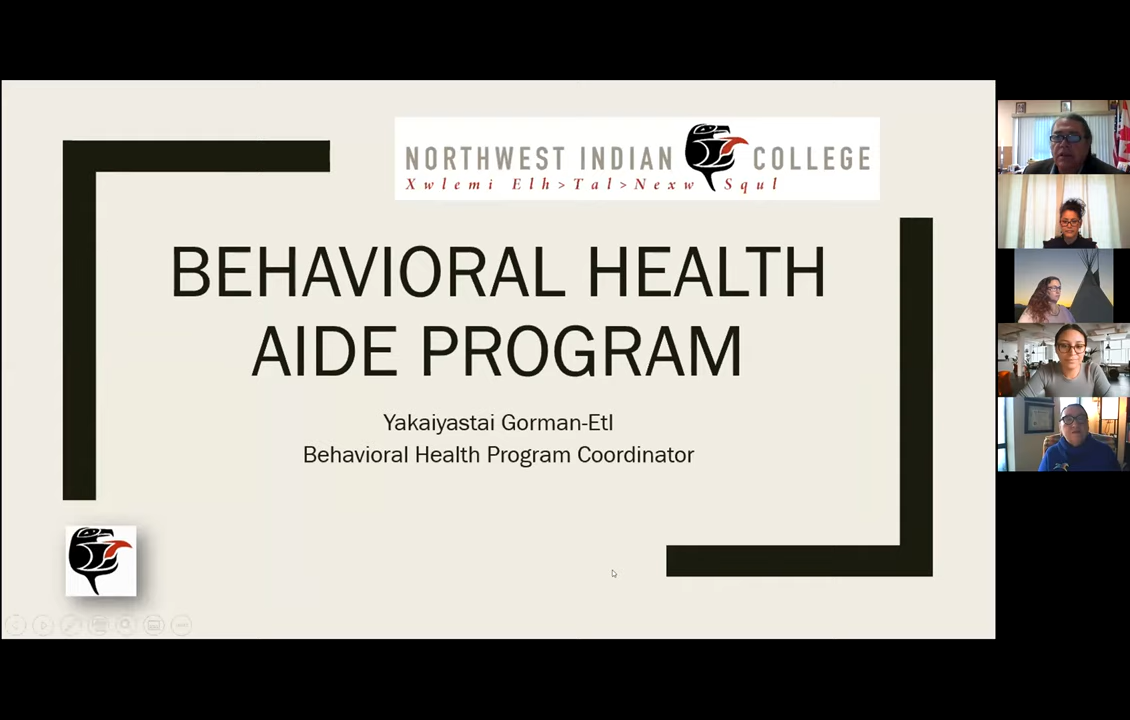 NORTHWEST INDIAN COLLEGE
Xwlemi Elh>Tal>Nexw Squl
BEHAVIORAL HEALTH
AIDE PROGRAM
Yakaiyastai Gorman-Etl
Behavioral Health Program Coordinator